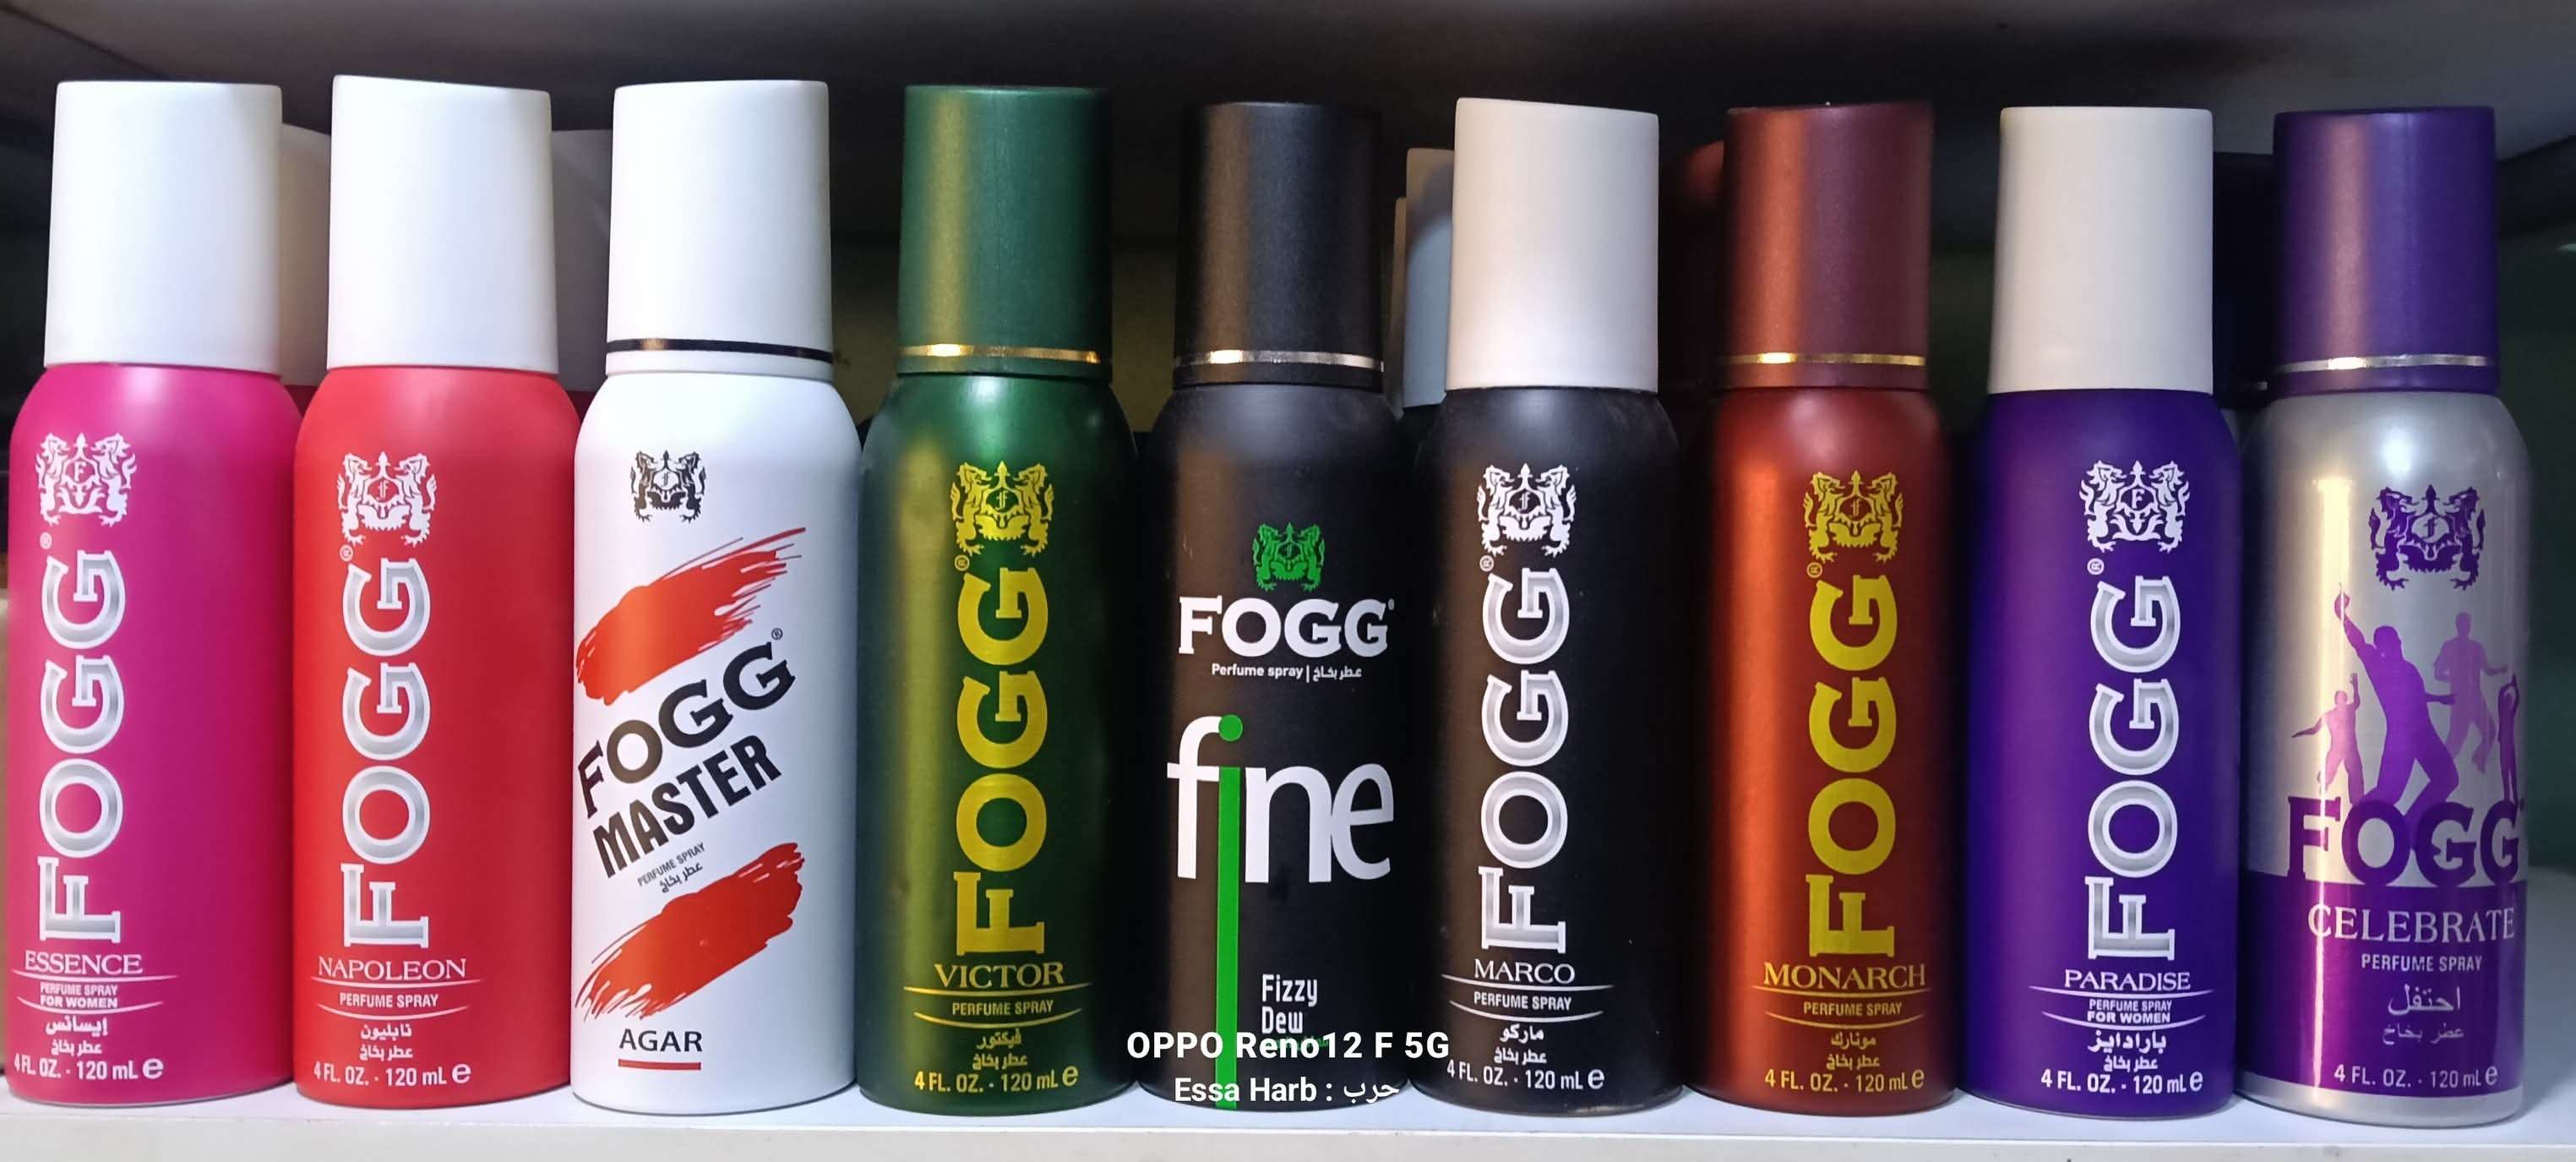 FOGG®
ESSENCE
PERFUME SPRAY
FOR WOMEN
إيسانس
عطر بخاخ
4 FL. OZ. · 120 mL e
FOGG®
NAPOLEON
PERFUME SPRAY
نابليون
عطر بخاخ
4 FL. OZ. · 120 mL e
FOGG®
MASTER
PERFUME SPRAY
عطر بخاخ
AGAR
FOGG®
VICTOR
PERFUME SPRAY
فيكتور
عطر بخاخ
4 FL. OZ. · 120 mL e
FOGG
Perfume spray | عطر بخاخ
fine
Fizzy
Dew
FOGG®
MARCO
PERFUME SPRAY
ماركو
عطر بخاخ
4 FL. OZ. · 120 mL e
FOGG®
MONARCH
PERFUME SPRAY
مونارك
عطر بخاخ
4 FL. OZ. · 120 mL e
FOGG®
PARADISE
PERFUME SPRAY
FOR WOMEN
بارادايز
عطر بخاخ
4 FL. OZ. · 120 mL e
FOGG
CELEBRATE
PERFUME SPRAY
احتفل
عطر بخاخ
4 FL. OZ. · 120 mL e
OPPO Reno12 F 5G
Essa Harb : حرب